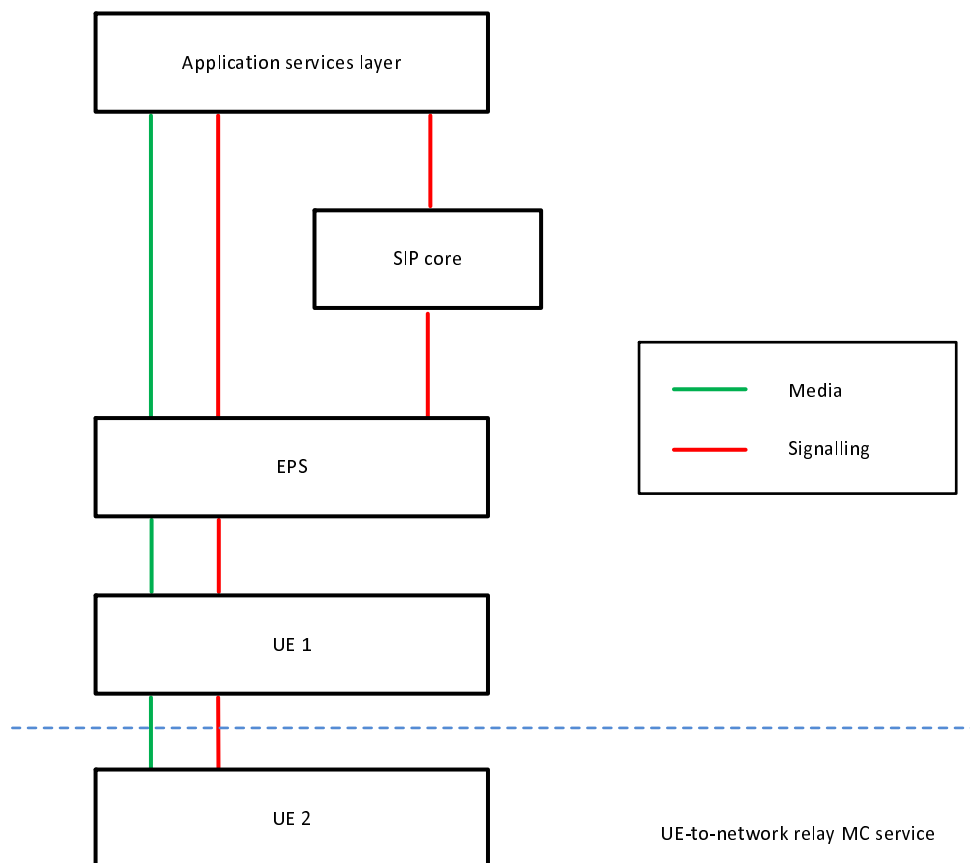 Application services layer
SIP core
Media
Signalling
EPS
UE 1
UE 2
UE-to-network relay MC service